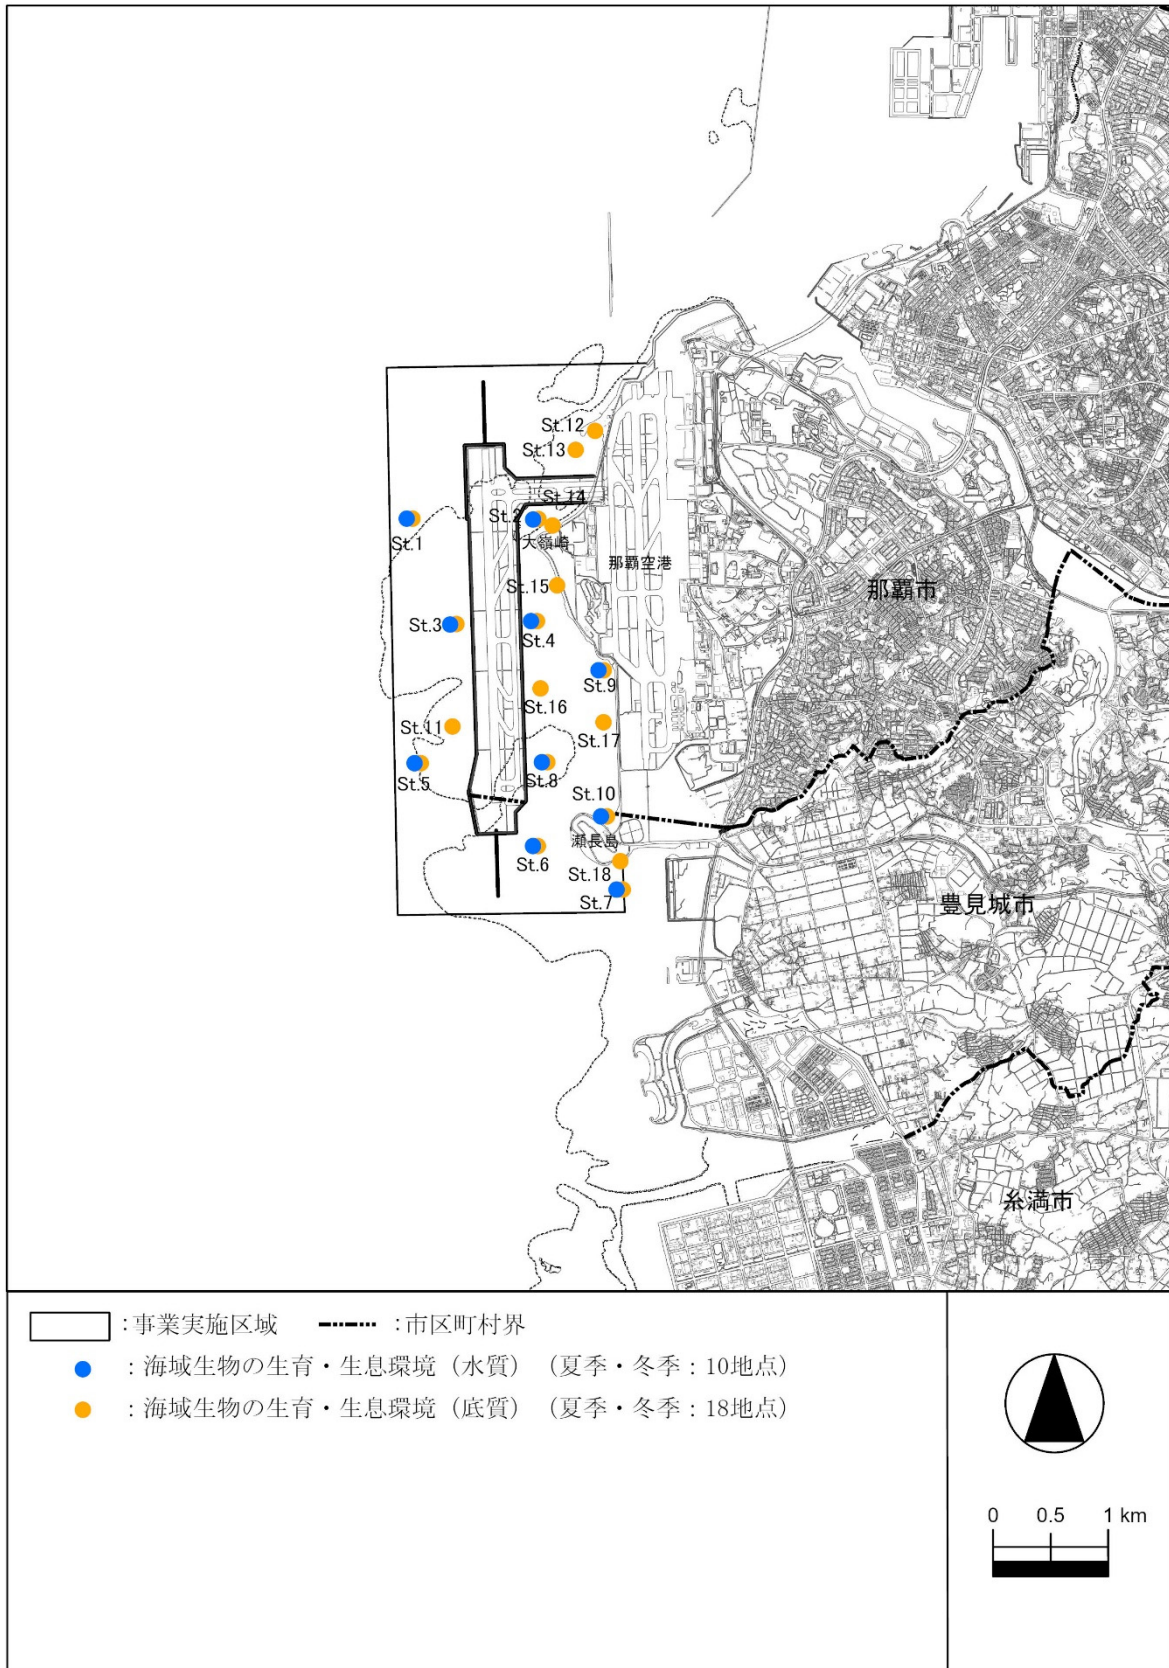 St.12
St.13
St.14
St.2
St.1
大嶺崎
那覇空港
St.15
那覇市
St.3
St.4
St.9
St.16
St.11
St.17
St.5
St.8
St.10
瀬長島
St.6
St.18
St.7
豊見城市
糸満市
：事業実施区域 ：市区町村界
：海域生物の生育・生息環境（水質）（夏季・冬季：10地点）
：海域生物の生育・生息環境（底質）（夏季・冬季：18地点）
0 0.5 1 km